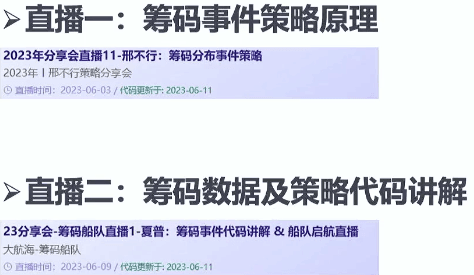 ➢直播一：筹码事件策略原理
2023年分享会直播11-邢不行：筹码分布事件策略
2023年 | 邢不行策略分享会
直播时间：2023-06-03 / 代码更新于: 2023-06-11
➢直播二：筹码数据及策略代码讲解
23分享会-筹码船队直播1-夏普：筹码事件代码讲解 & 船队启航直播
大航海-筹码船队
直播时间：2023-06-09 / 代码更新于: 2023-06-11